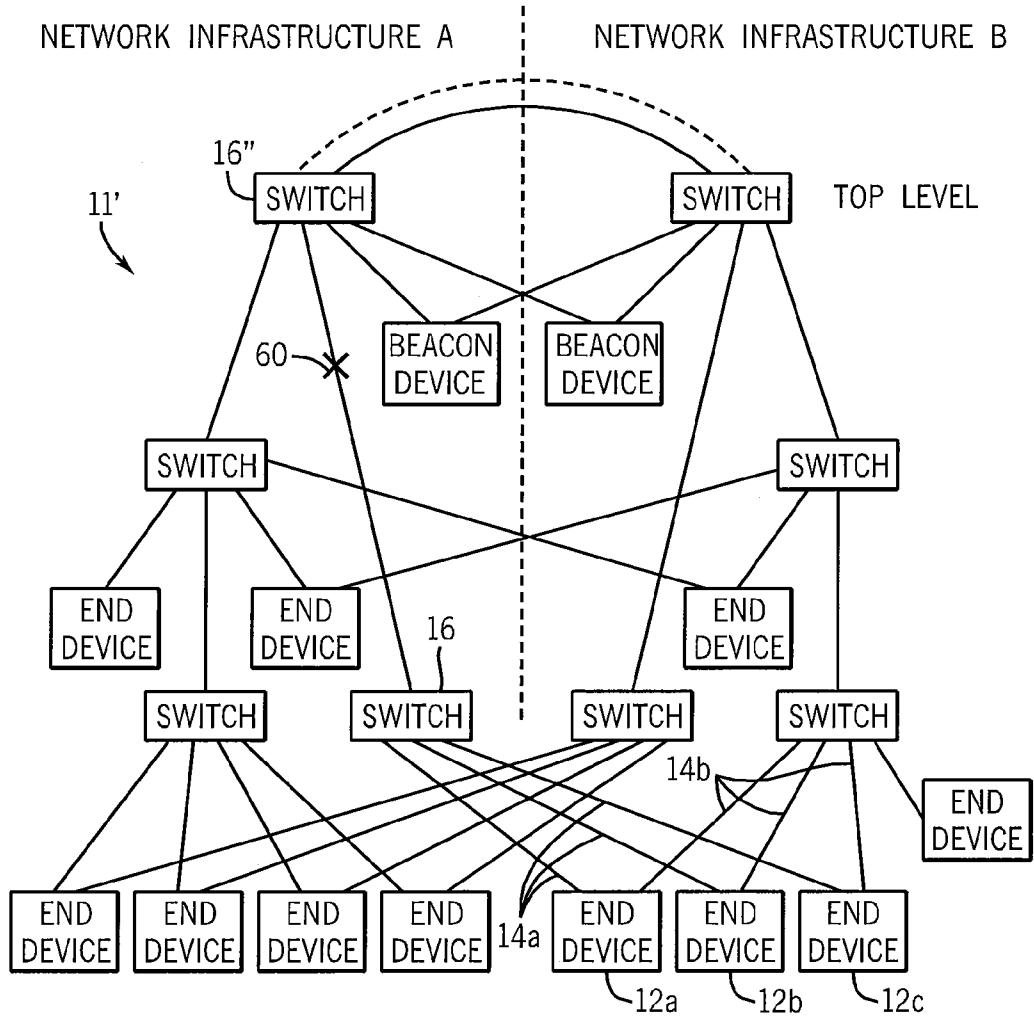 NETWORK INFRASTRUCTURE A
NETWORK INFRASTRUCTURE B
16"
SWITCH
SWITCH
TOP LEVEL
11'
BEACON
DEVICE
BEACON
DEVICE
60
SWITCH
SWITCH
END
DEVICE
END
DEVICE
END
DEVICE
16
SWITCH
SWITCH
SWITCH
SWITCH
14b
END
DEVICE
END
DEVICE
END
DEVICE
END
DEVICE
END
DEVICE
14a
END
DEVICE
END
DEVICE
END
DEVICE
12a
12b
12c